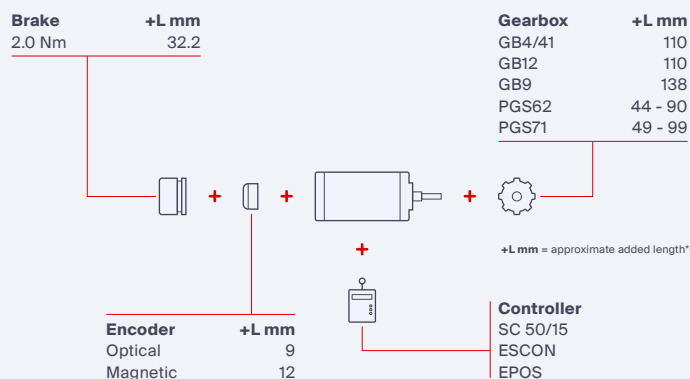 Brake +L mm
2.0 Nm 32.2
Gearbox +L mm
GB4/41 110
GB12 110
GB9 138
PGS62 44 - 90
PGS71 49 - 99
+L mm = approximate added length*
Encoder +L mm
Optical 9
Magnetic 12
Controller
SC 50/15
ESCON
EPOS